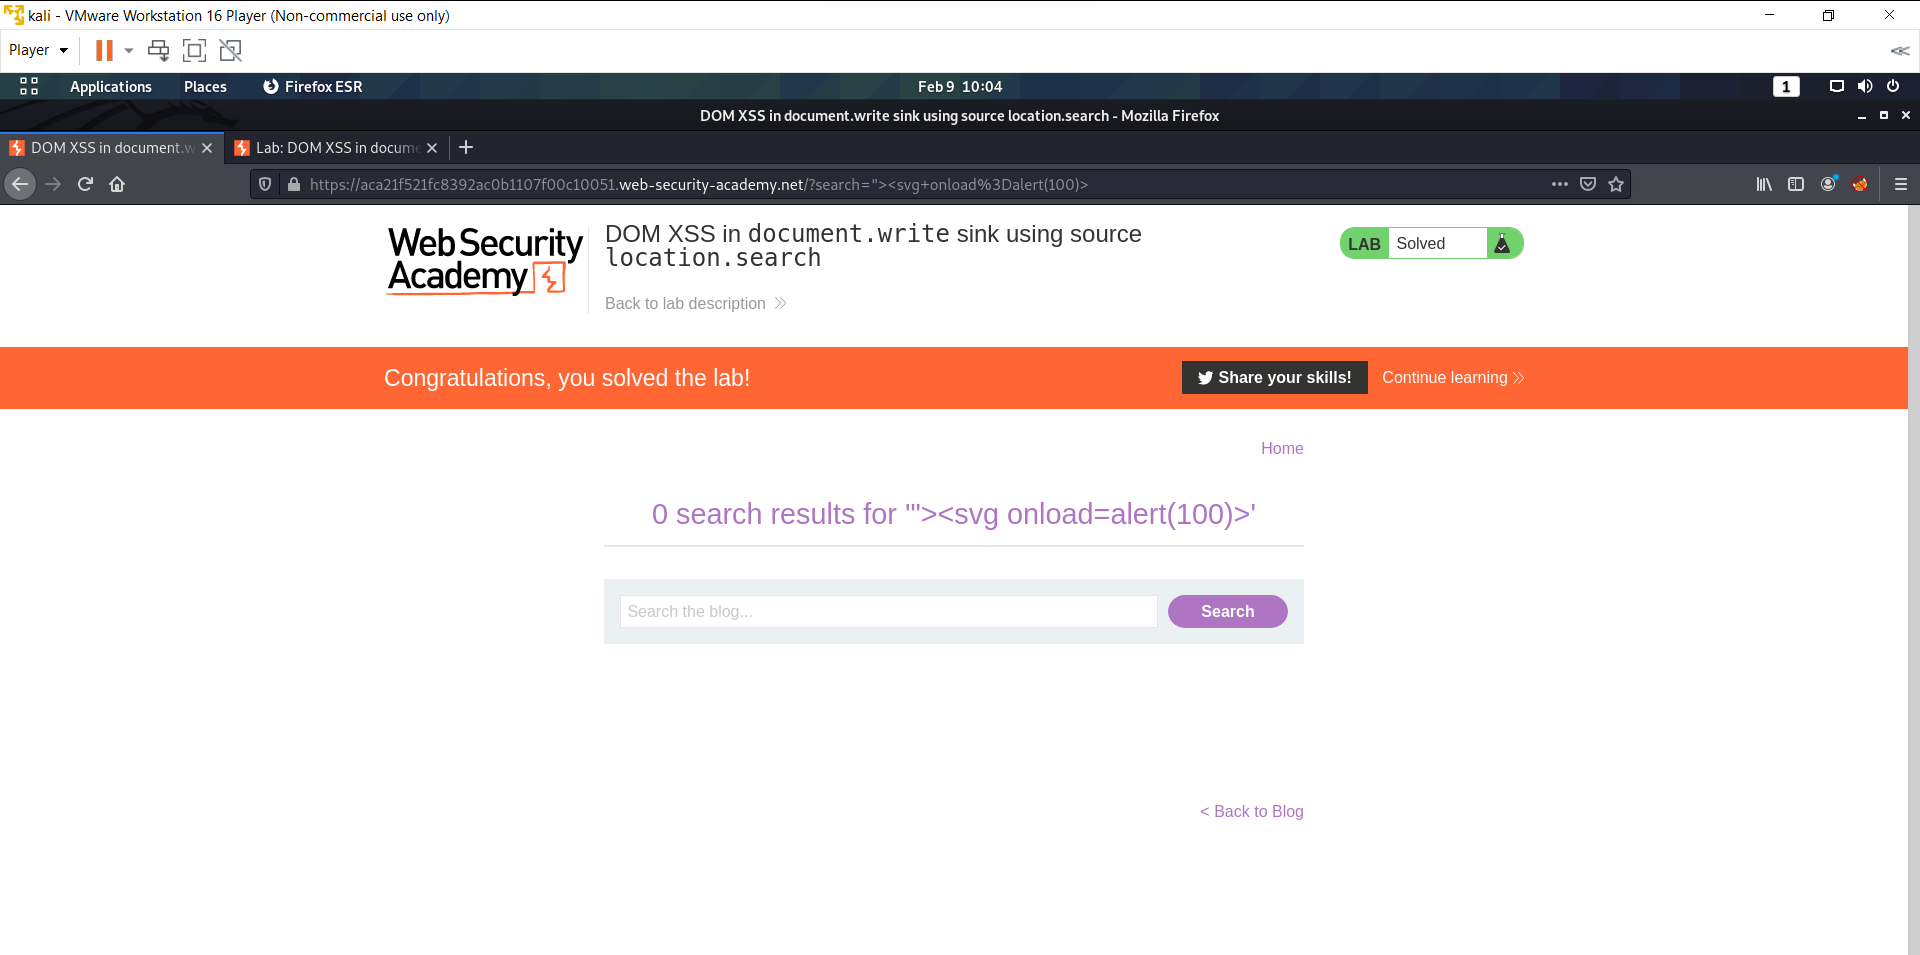 kali - VMware Workstation 16 Player (Non-commercial use only)
Player
Applications Places Firefox ESR Feb 9 10:04 1
DOM XSS in document.write sink using source location.search - Mozilla Firefox
DOM XSS in document.w Lab: DOM XSS in docume
https://aca21f521fc8392ac0b1107f00c10051.web-security-academy.net/?search="><svg+onload%3Dalert(100)>
Web Security
Academy
DOM XSS in document.write sink using source
location.search
LAB Solved
Back to lab description
Congratulations, you solved the lab!
Share your skills! Continue learning
Home
0 search results for '"><svg onload=alert(100)>'
Search the blog... Search
< Back to Blog